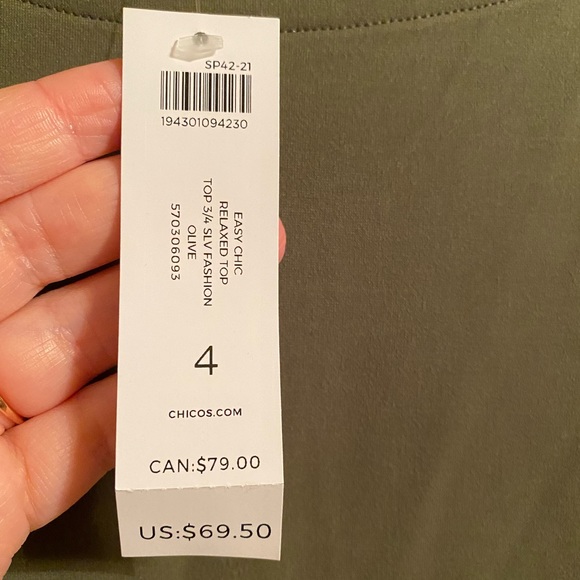 SP42-21
194301094230
EASY CHIC
RELAXED TOP
TOP 3/4 SLV FASHION
OLIVE
570306093
4
CHICOS.COM
CAN:$79.00
US:$69.50